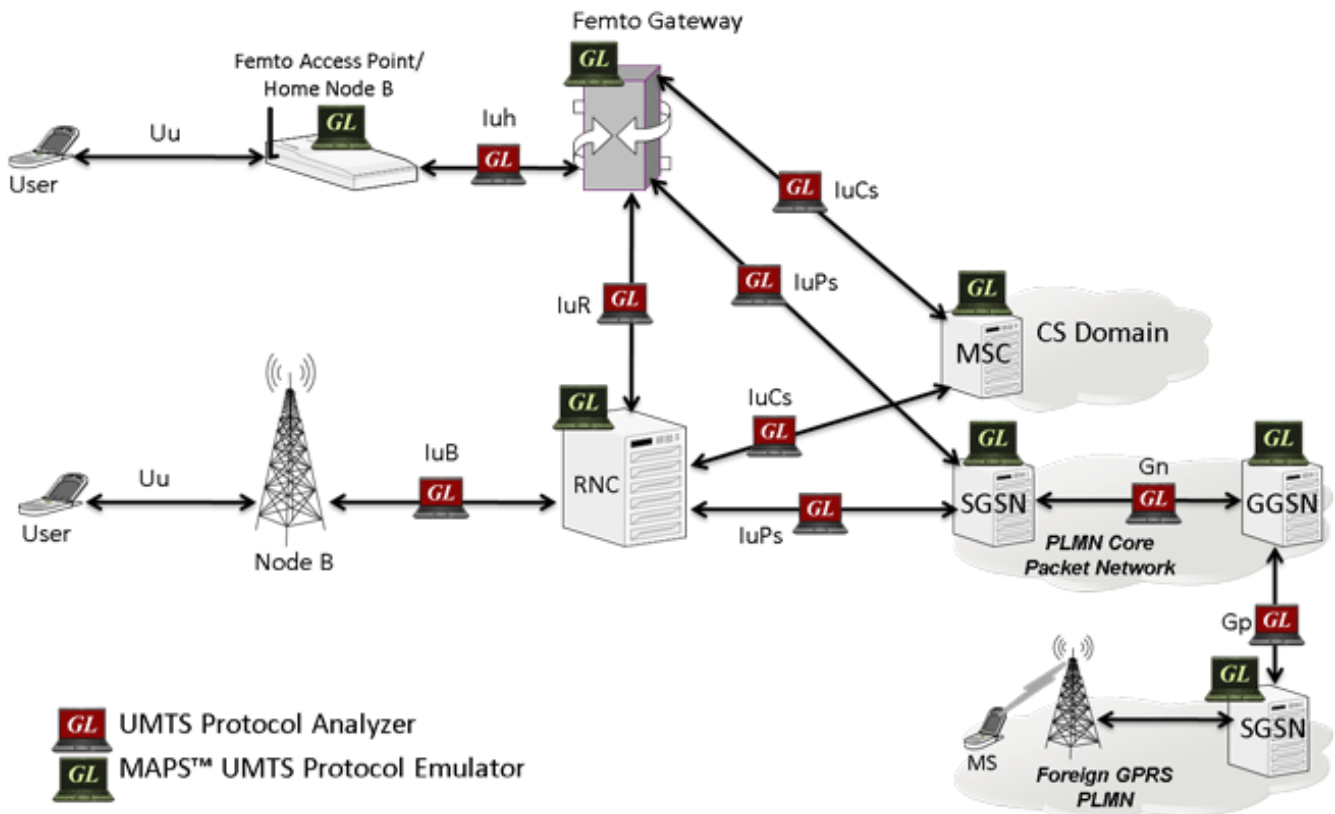 Femto Gateway
GL
Femto Access Point/
Home Node B
GL
Uu
Iuh
GL
User
GL
IuCs
GL
IuPs
IuR
GL
GL
MSC
CS Domain
GL
IuCs
GL
RNC
IuB
GL
Uu
User
Node B
GL
IuPs
GL
SGSN
Gn
GL
GL
GGSN
PLMN Core
Packet Network
Gp
GL
GL
SGSN
MS
Foreign GPRS
PLMN
GL UMTS Protocol Analyzer
GL MAPS™ UMTS Protocol Emulator